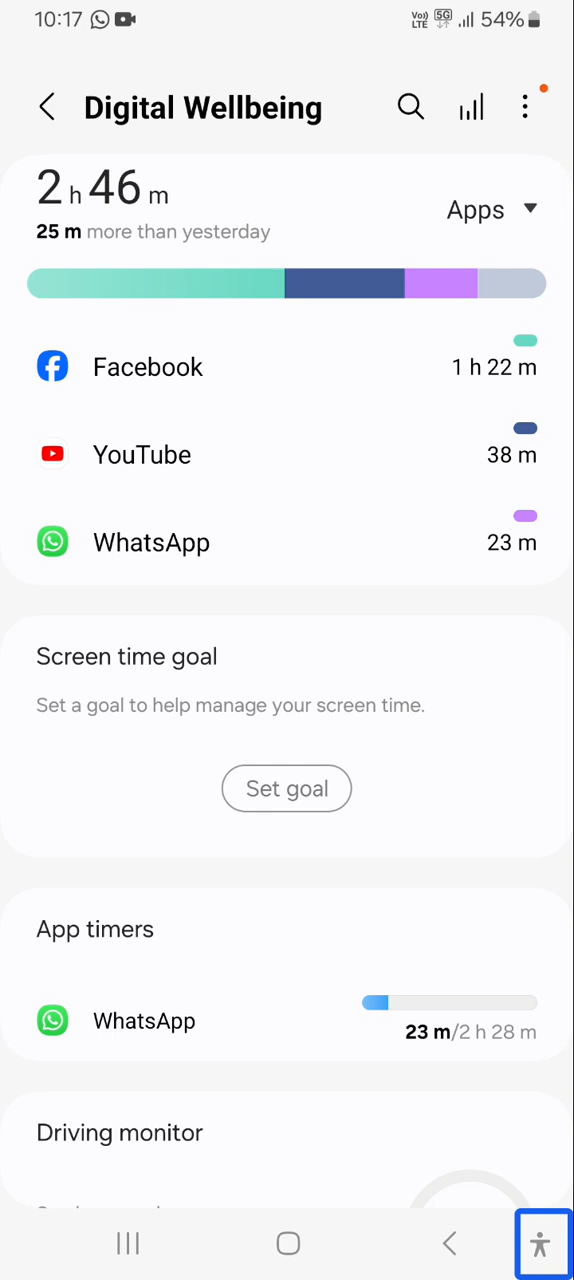 10:17
Vo)) LTE 5G 54%
Digital Wellbeing
2 h 46 m
25 m more than yesterday
Apps
Facebook
1 h 22 m
YouTube
38 m
WhatsApp
23 m
Screen time goal
Set a goal to help manage your screen time.
Set goal
App timers
WhatsApp
23 m/2 h 28 m
Driving monitor